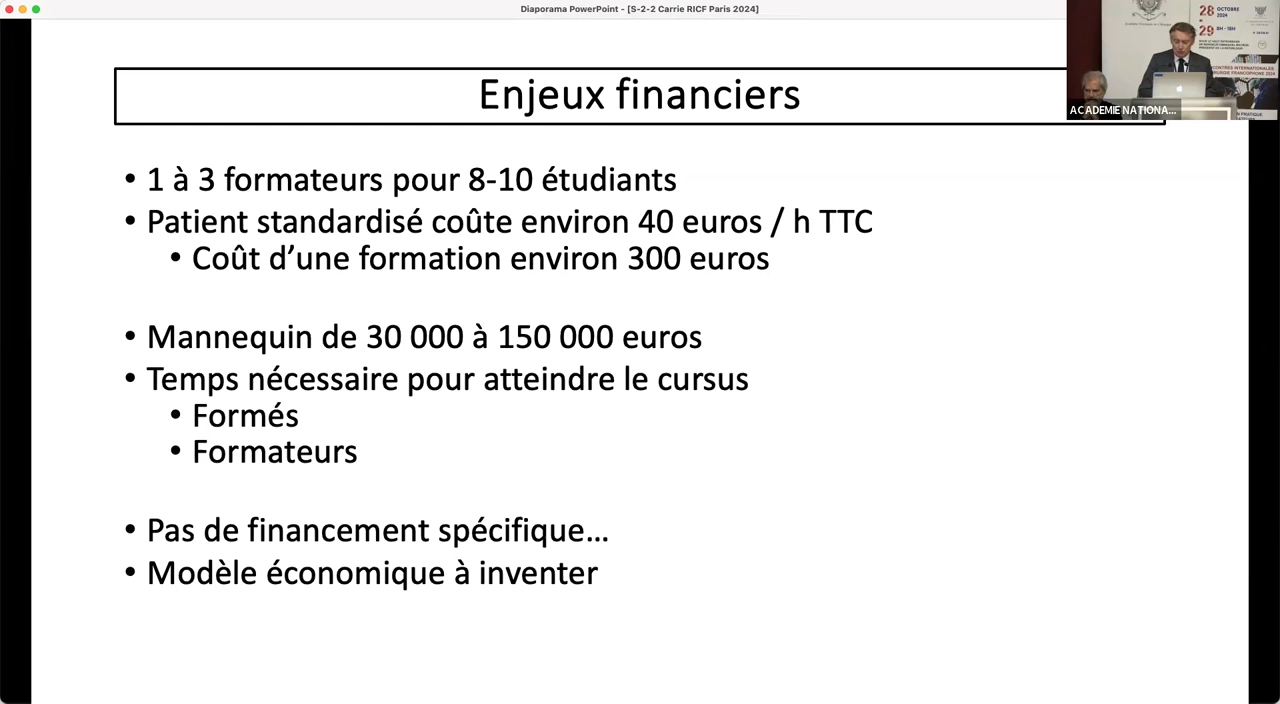 Diaporama PowerPoint - [S-2-2 Carrie RICF Paris 2024]
28 OCTOBRE
2024
29 8H - 18H
ACADEMIE NATIONA...
Enjeux financiers
• 1 à 3 formateurs pour 8-10 étudiants
• Patient standardisé coûte environ 40 euros / h TTC
• Coût d’une formation environ 300 euros
• Mannequin de 30 000 à 150 000 euros
• Temps nécessaire pour atteindre le cursus
• Formés
• Formateurs
• Pas de financement spécifique...
• Modèle économique à inventer